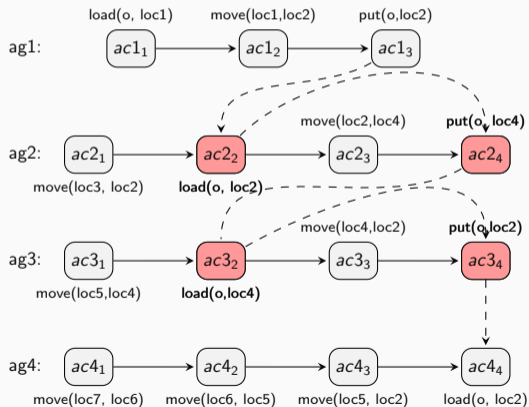 load(o, loc1) move(loc1,loc2) put(o,loc2)
ag1: ac1₁ ac1₂ ac1₃
move(loc2,loc4) put(o, loc4)
ag2: ac2₁ ac2₂ ac2₃ ac2₄
move(loc3, loc2) load(o, loc2)
move(loc4,loc2) put(o,loc2)
ag3: ac3₁ ac3₂ ac3₃ ac3₄
move(loc5,loc4) load(o,loc4)
ag4: ac4₁ ac4₂ ac4₃ ac4₄
move(loc7, loc6) move(loc6, loc5) move(loc5, loc2) load(o, loc2)